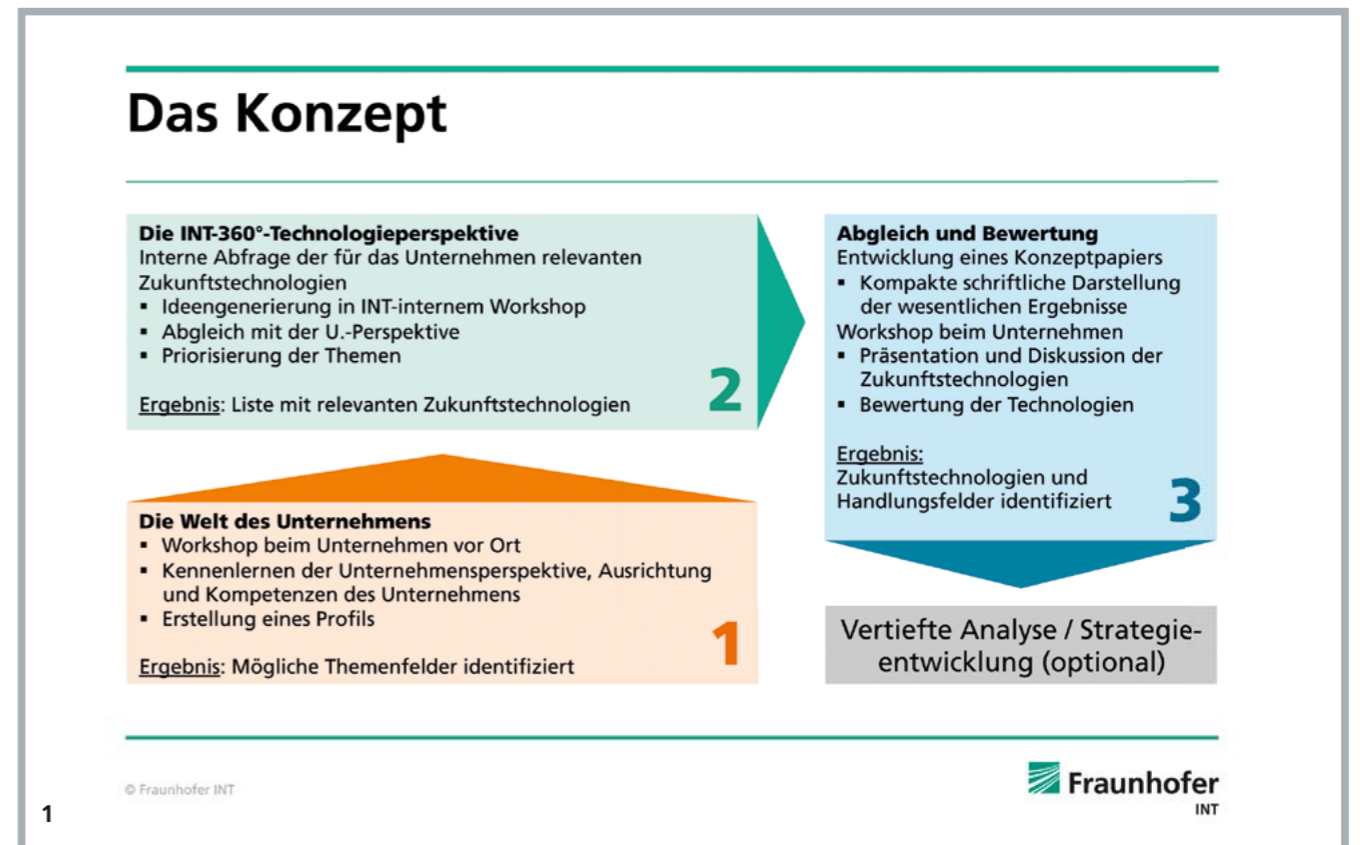 Das Konzept
Die INT-360°-Technologieperspektive
Interne Abfrage der für das Unternehmen relevanten
Zukunftstechnologien
▪ Ideengenerierung in INT-internem Workshop
▪ Abgleich mit der U.-Perspektive
▪ Priorisierung der Themen
Ergebnis: Liste mit relevanten Zukunftstechnologien
2
Die Welt des Unternehmens
▪ Workshop beim Unternehmen vor Ort
▪ Kennenlernen der Unternehmensperspektive, Ausrichtung
und Kompetenzen des Unternehmens
▪ Erstellung eines Profils
Ergebnis: Mögliche Themenfelder identifiziert
1
Abgleich und Bewertung
Entwicklung eines Konzeptpapiers
▪ Kompakte schriftliche Darstellung
der wesentlichen Ergebnisse
Workshop beim Unternehmen
▪ Präsentation und Diskussion der
Zukunftstechnologien
▪ Bewertung der Technologien
Ergebnis:
Zukunftstechnologien und
Handlungsfelder identifiziert
3
Vertiefte Analyse / Strategie-
entwicklung (optional)
© Fraunhofer INT
Fraunhofer
INT
1